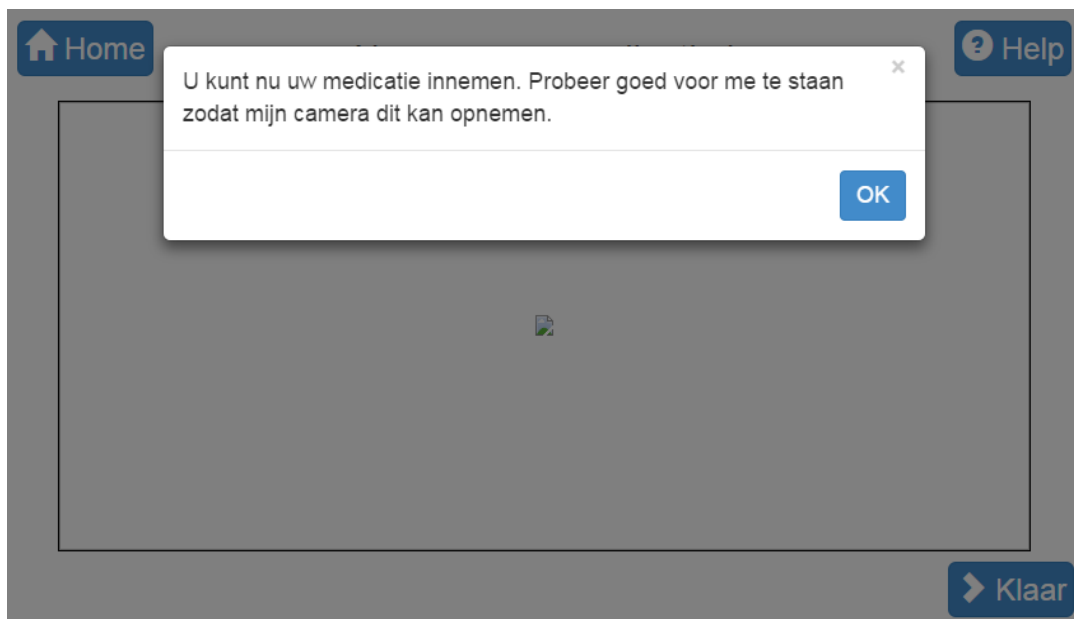 Home
Help
U kunt nu uw medicatie innemen. Probeer goed voor me te staan
zodat mijn camera dit kan opnemen.
×
OK
Klaar